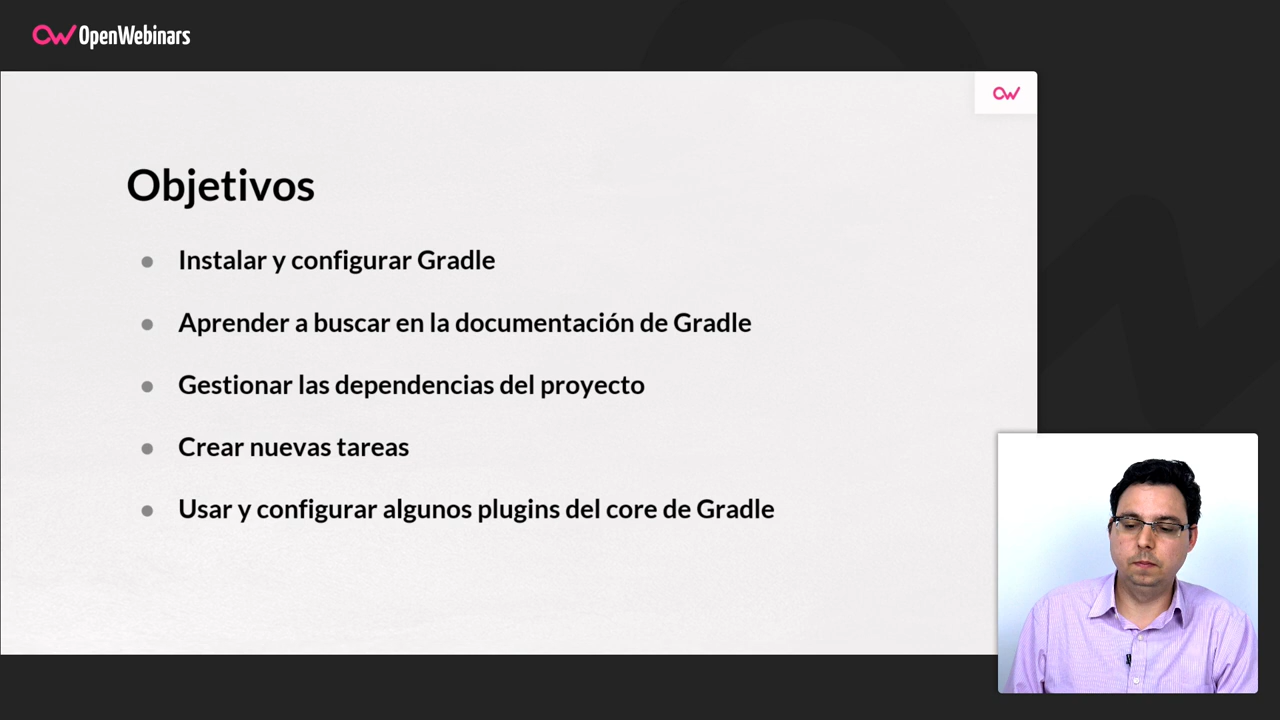 OpenWebinars
Objetivos
Instalar y configurar Gradle
Aprender a buscar en la documentación de Gradle
Gestionar las dependencias del proyecto
Crear nuevas tareas
Usar y configurar algunos plugins del core de Gradle